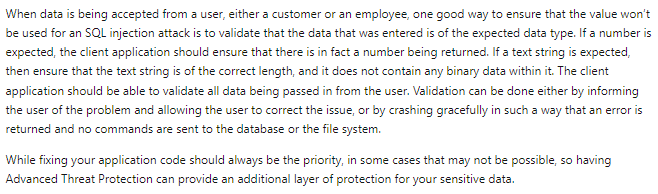 When data is being accepted from a user, either a customer or an employee, one good way to ensure that the value won't
be used for an SQL injection attack is to validate that the data that was entered is of the expected data type. If a number is
expected, the client application should ensure that there is in fact a number being returned. If a text string is expected,
then ensure that the text string is of the correct length, and it does not contain any binary data within it. The client
application should be able to validate all data being passed in from the user. Validation can be done either by informing
the user of the problem and allowing the user to correct the issue, or by crashing gracefully in such a way that an error is
returned and no commands are sent to the database or the file system.
While fixing your application code should always be the priority, in some cases that may not be possible, so having
Advanced Threat Protection can provide an additional layer of protection for your sensitive data.